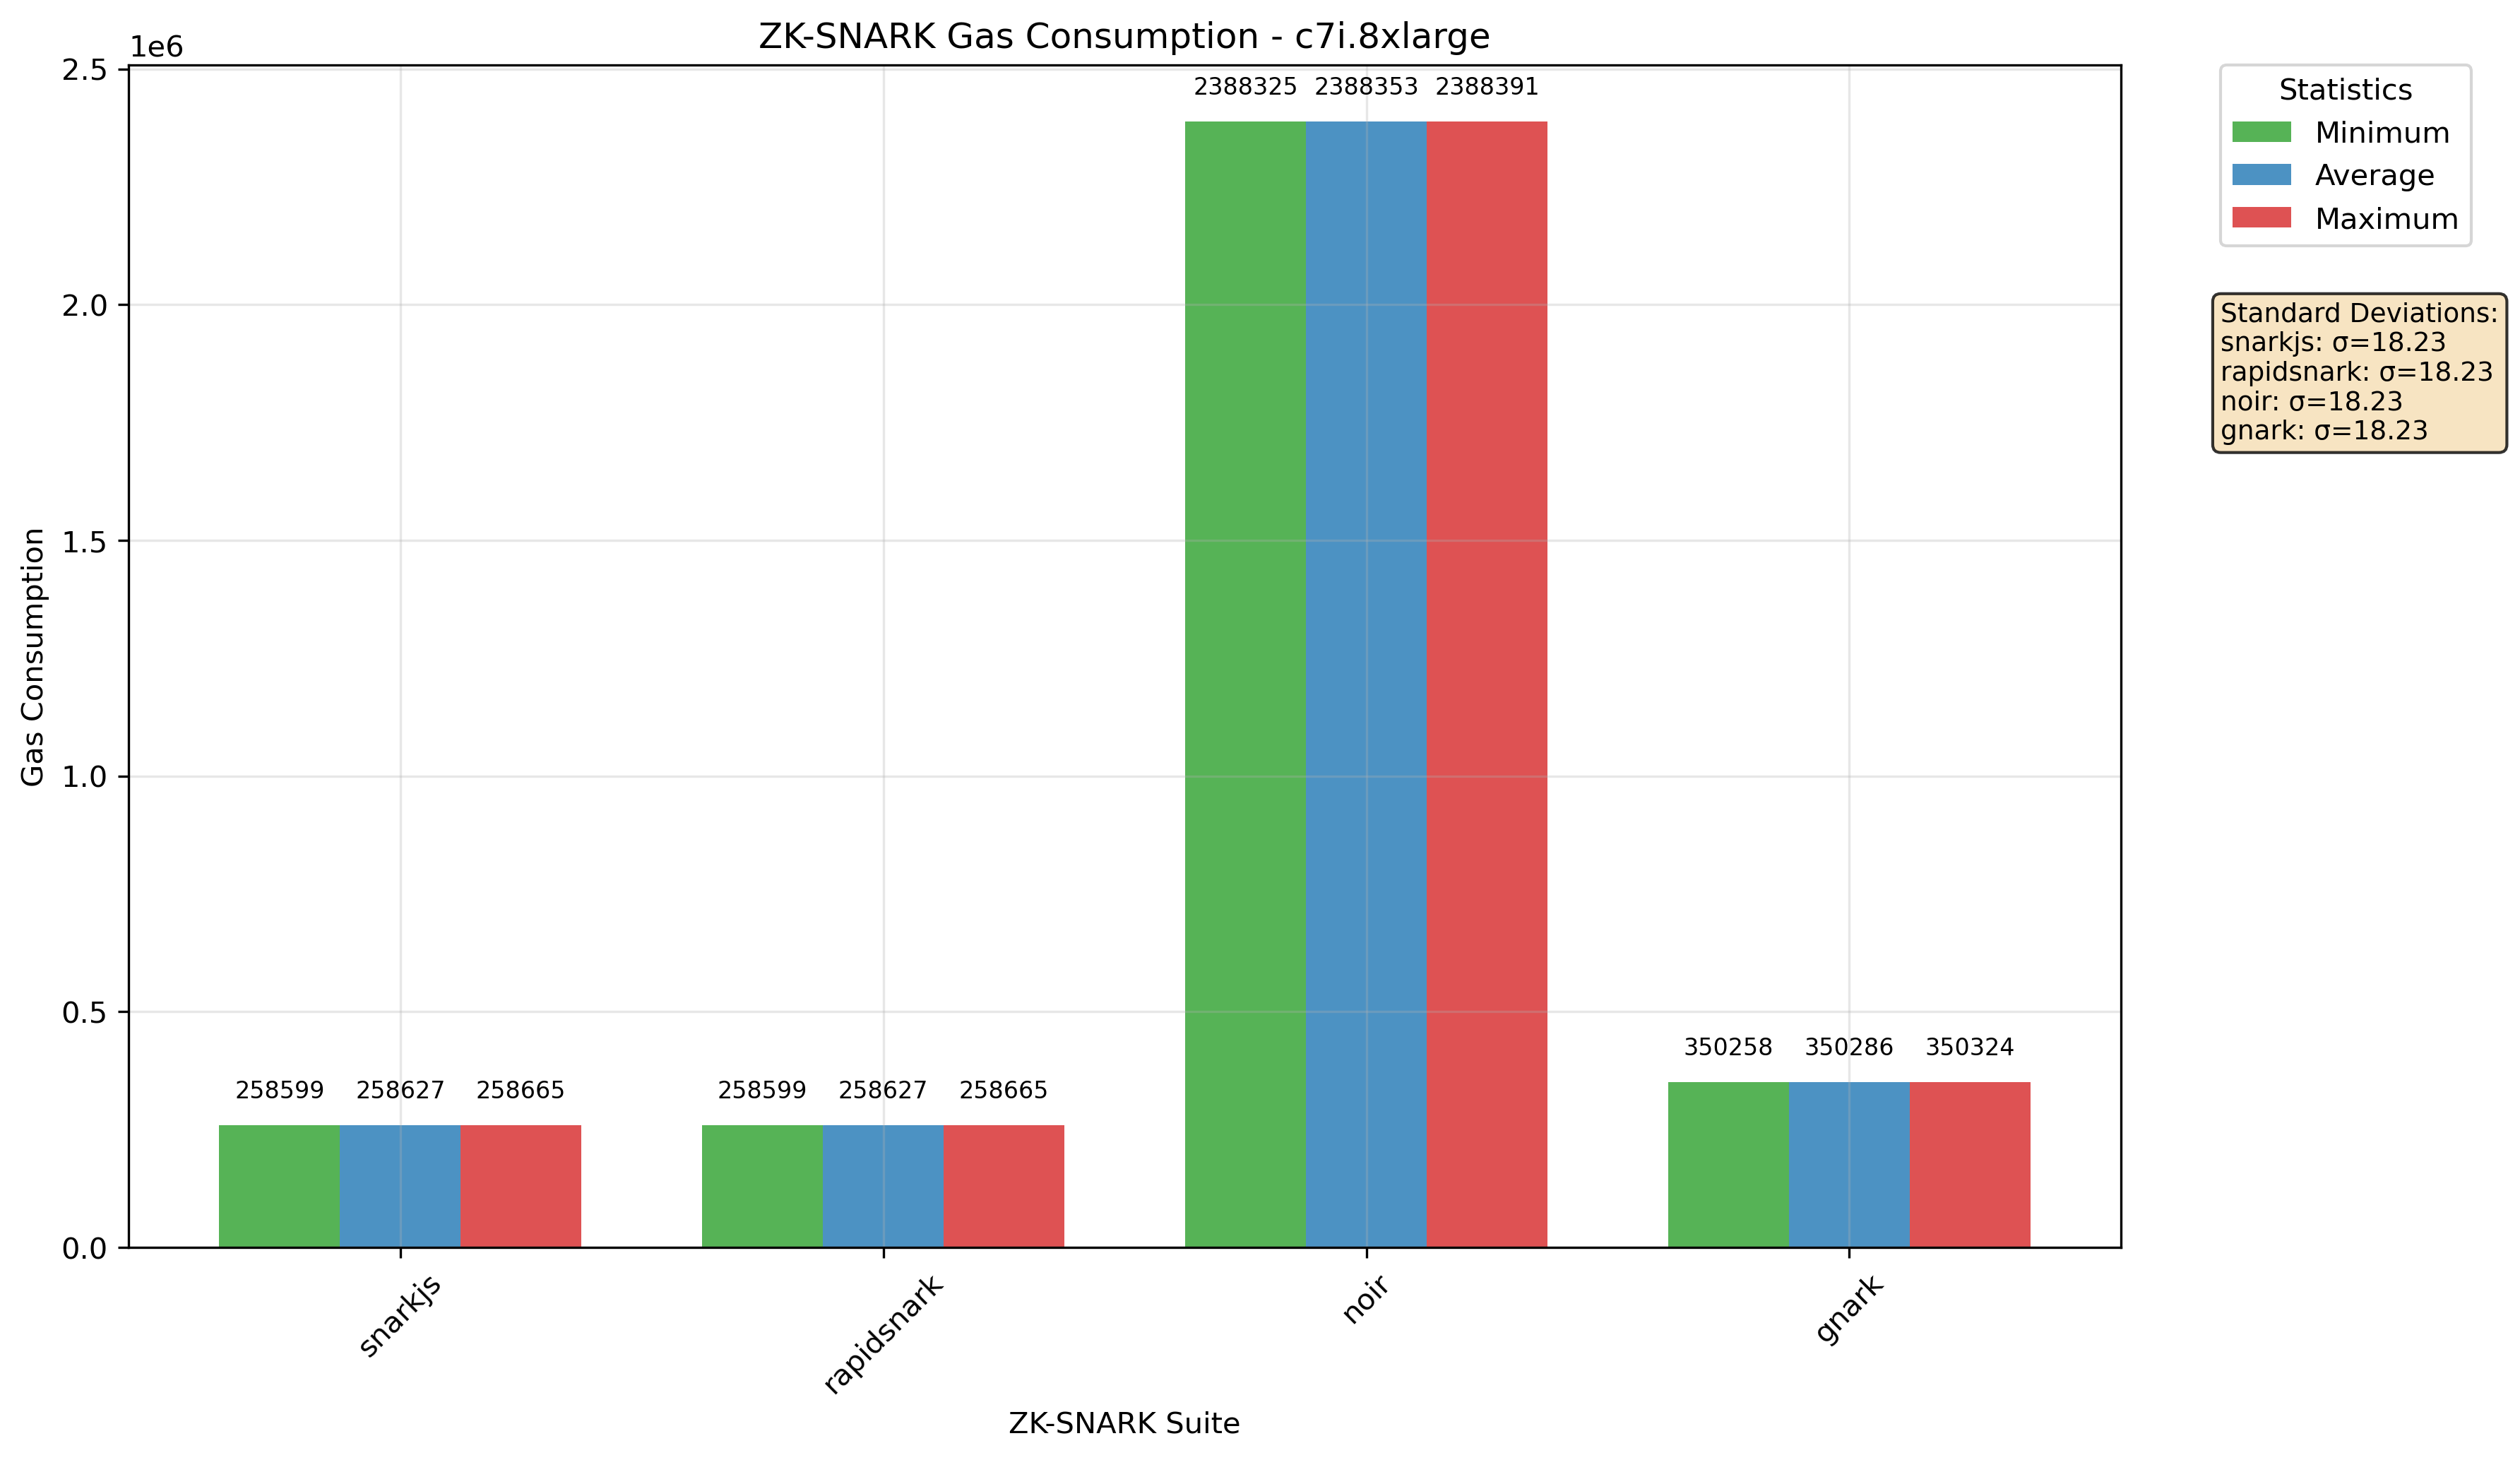 ZK-SNARK Gas Consumption - c7i.8xlarge
1e6
2.5
2.0
1.5
1.0
0.5
0.0
Gas Consumption
258599 258627 258665
258599 258627 258665
2388325 2388353 2388391
350258 350286 350324
snarkjs
rapidsnark
noir
gnark
ZK-SNARK Suite
Statistics
Minimum
Average
Maximum
Standard Deviations:
snarkjs: σ=18.23
rapidsnark: σ=18.23
noir: σ=18.23
gnark: σ=18.23